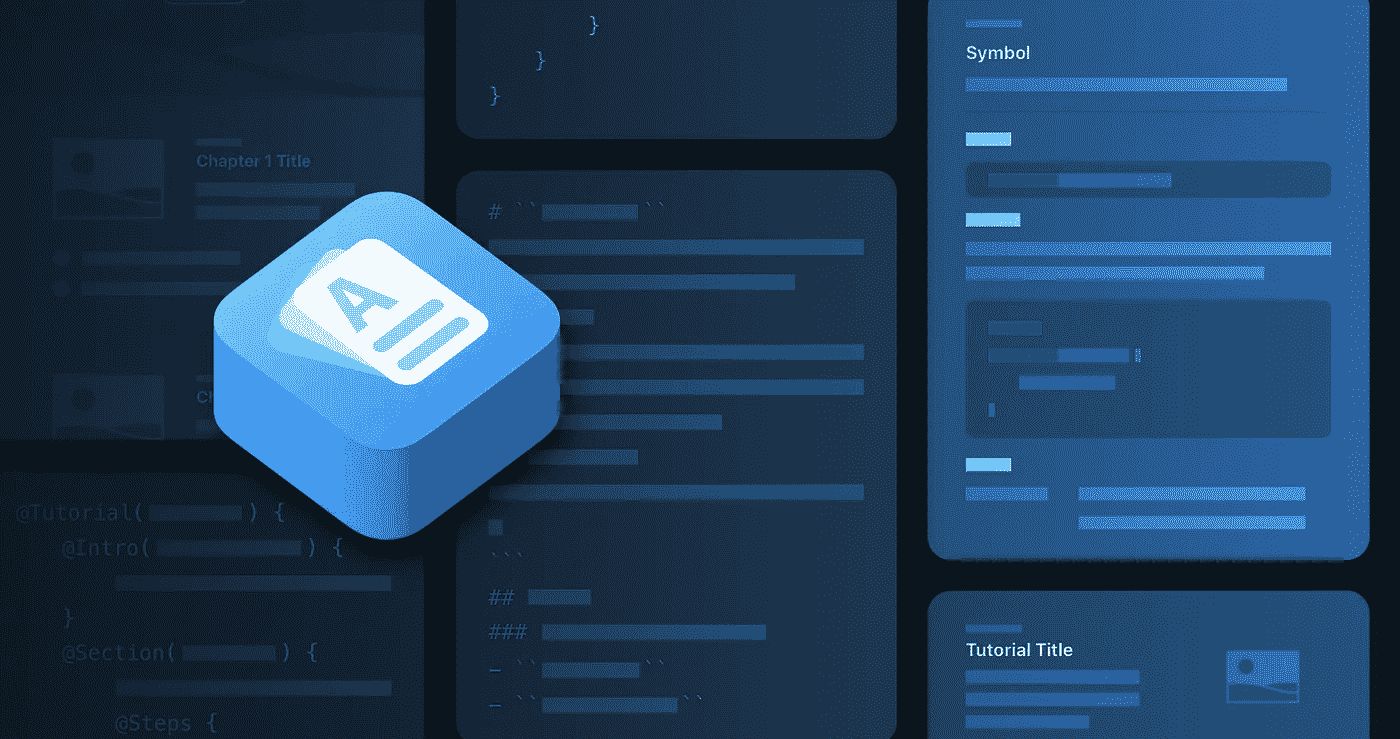 Chapter 1 Title
@Tutorial( ) {
@Intro( ) {
}
@Section( ) {
@Steps {
A
}
}
}
# `` ``
```
##
###
– `` ``
– `` ``
Symbol
Tutorial Title